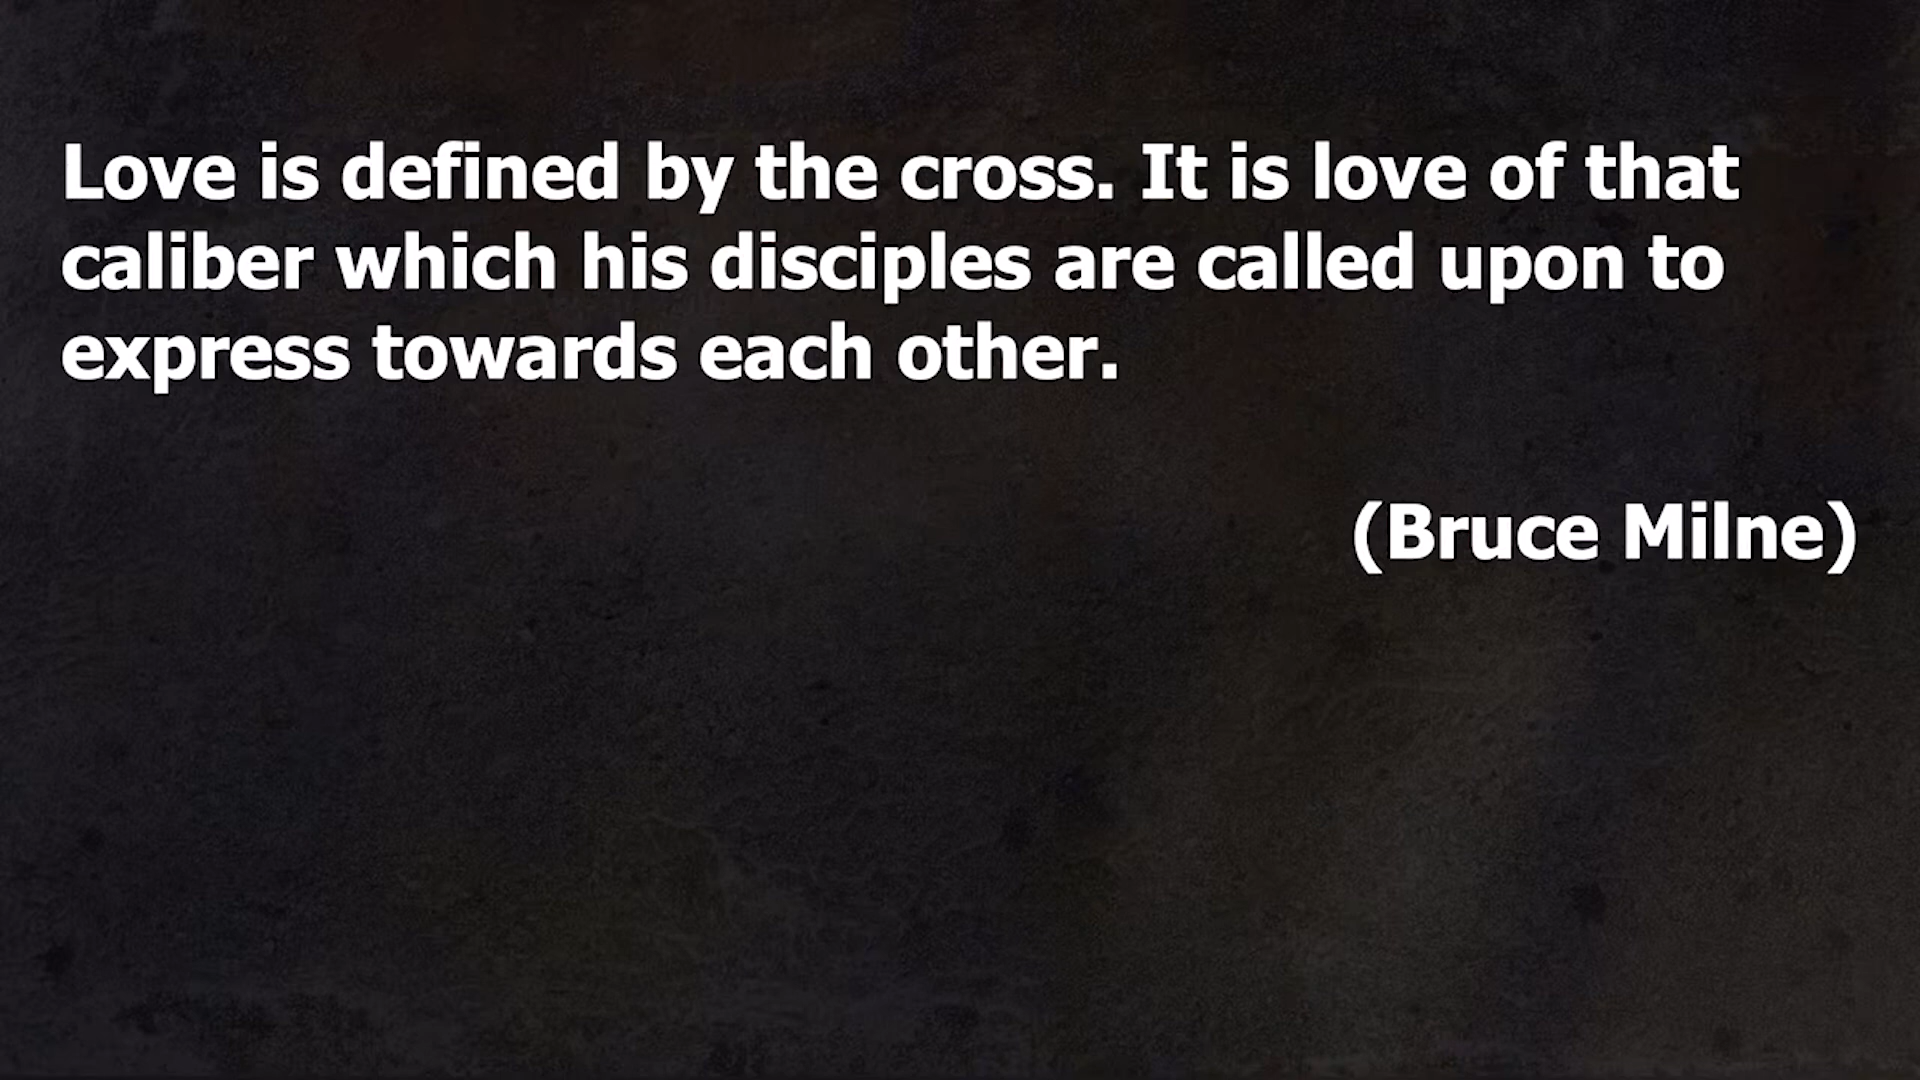 Love is defined by the cross. It is love of that
caliber which his disciples are called upon to
express towards each other.
(Bruce Milne)